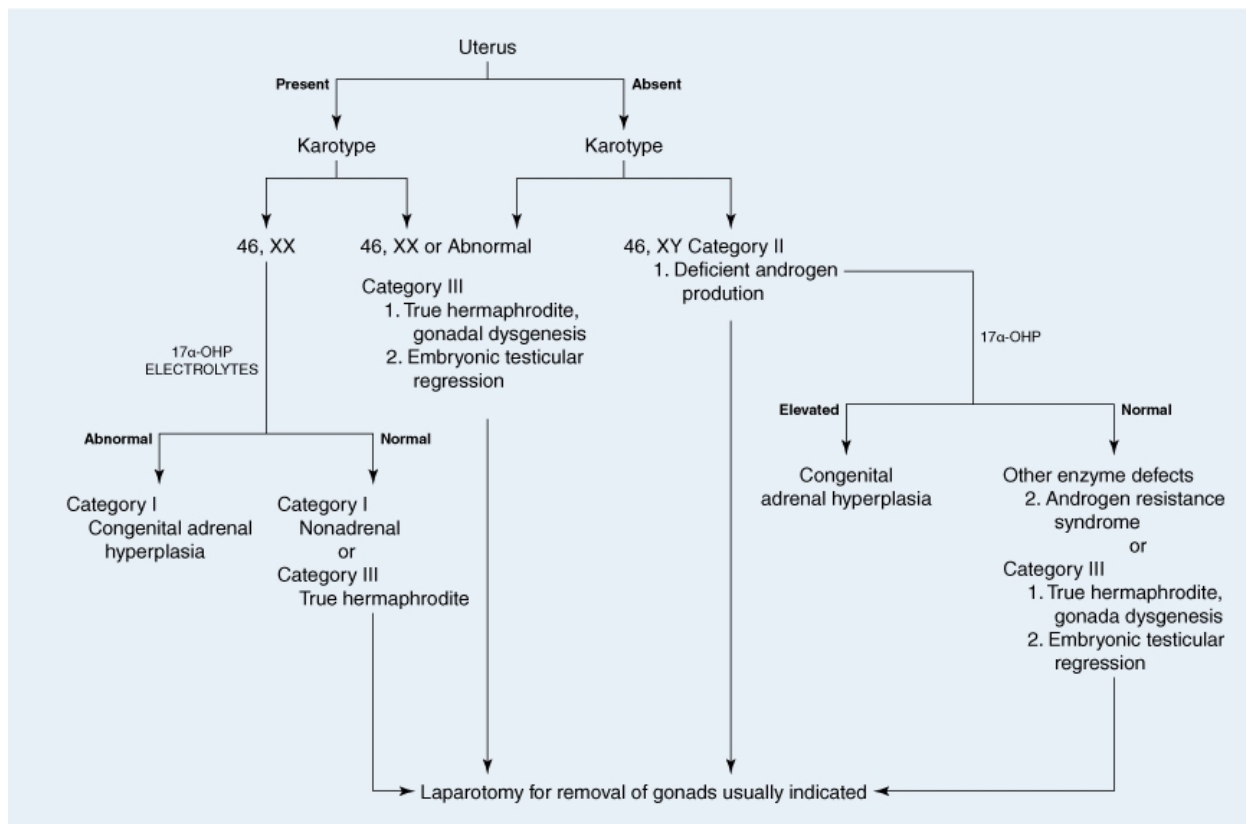 Uterus
Present
Absent
Karotype
Karotype
46, XX
46, XX or Abnormal
46, XY Category II
1. Deficient androgen
prodution
Category III
1. True hermaphrodite,
gonadal dysgenesis
2. Embryonic testicular
regression
17α-OHP
ELECTROLYTES
17α-OHP
Abnormal
Normal
Elevated
Normal
Category I
Congenital adrenal
hyperplasia
Category I
Nonadrenal
or
Category III
True hermaphrodite
Congenital
adrenal hyperplasia
Other enzyme defects
2. Androgen resistance
syndrome
or
Category III
1. True hermaphrodite,
gonada dysgenesis
2. Embryonic testicular
regression
Laparotomy for removal of gonads usually indicated